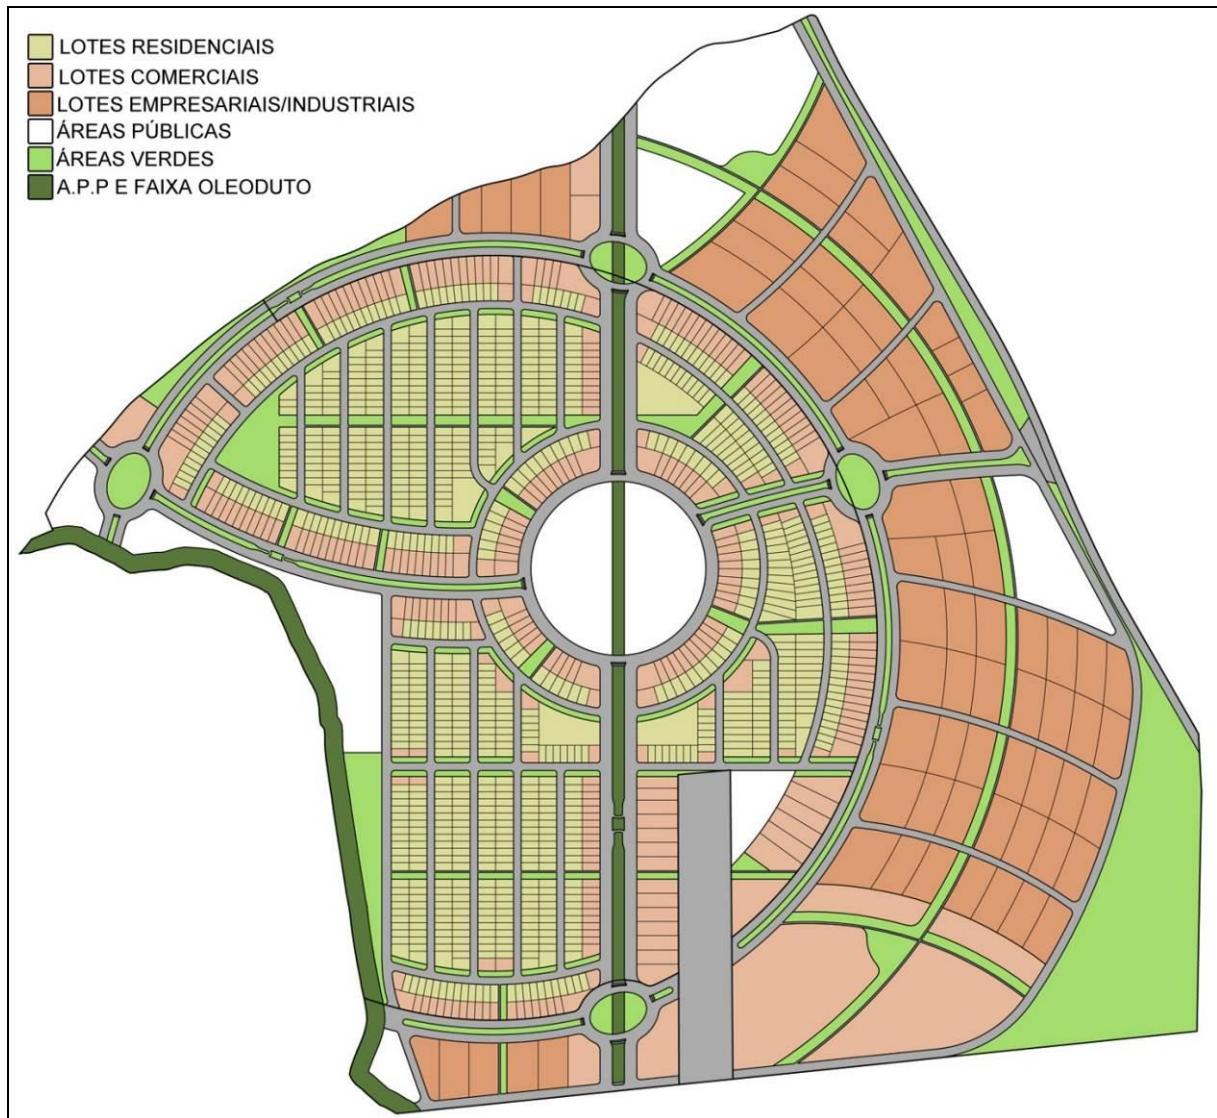 LOTES RESIDENCIAIS
LOTES COMERCIAIS
LOTES EMPRESARIAIS/INDUSTRIAIS
ÁREAS PÚBLICAS
ÁREAS VERDES
A.P.P E FAIXA OLEODUTO